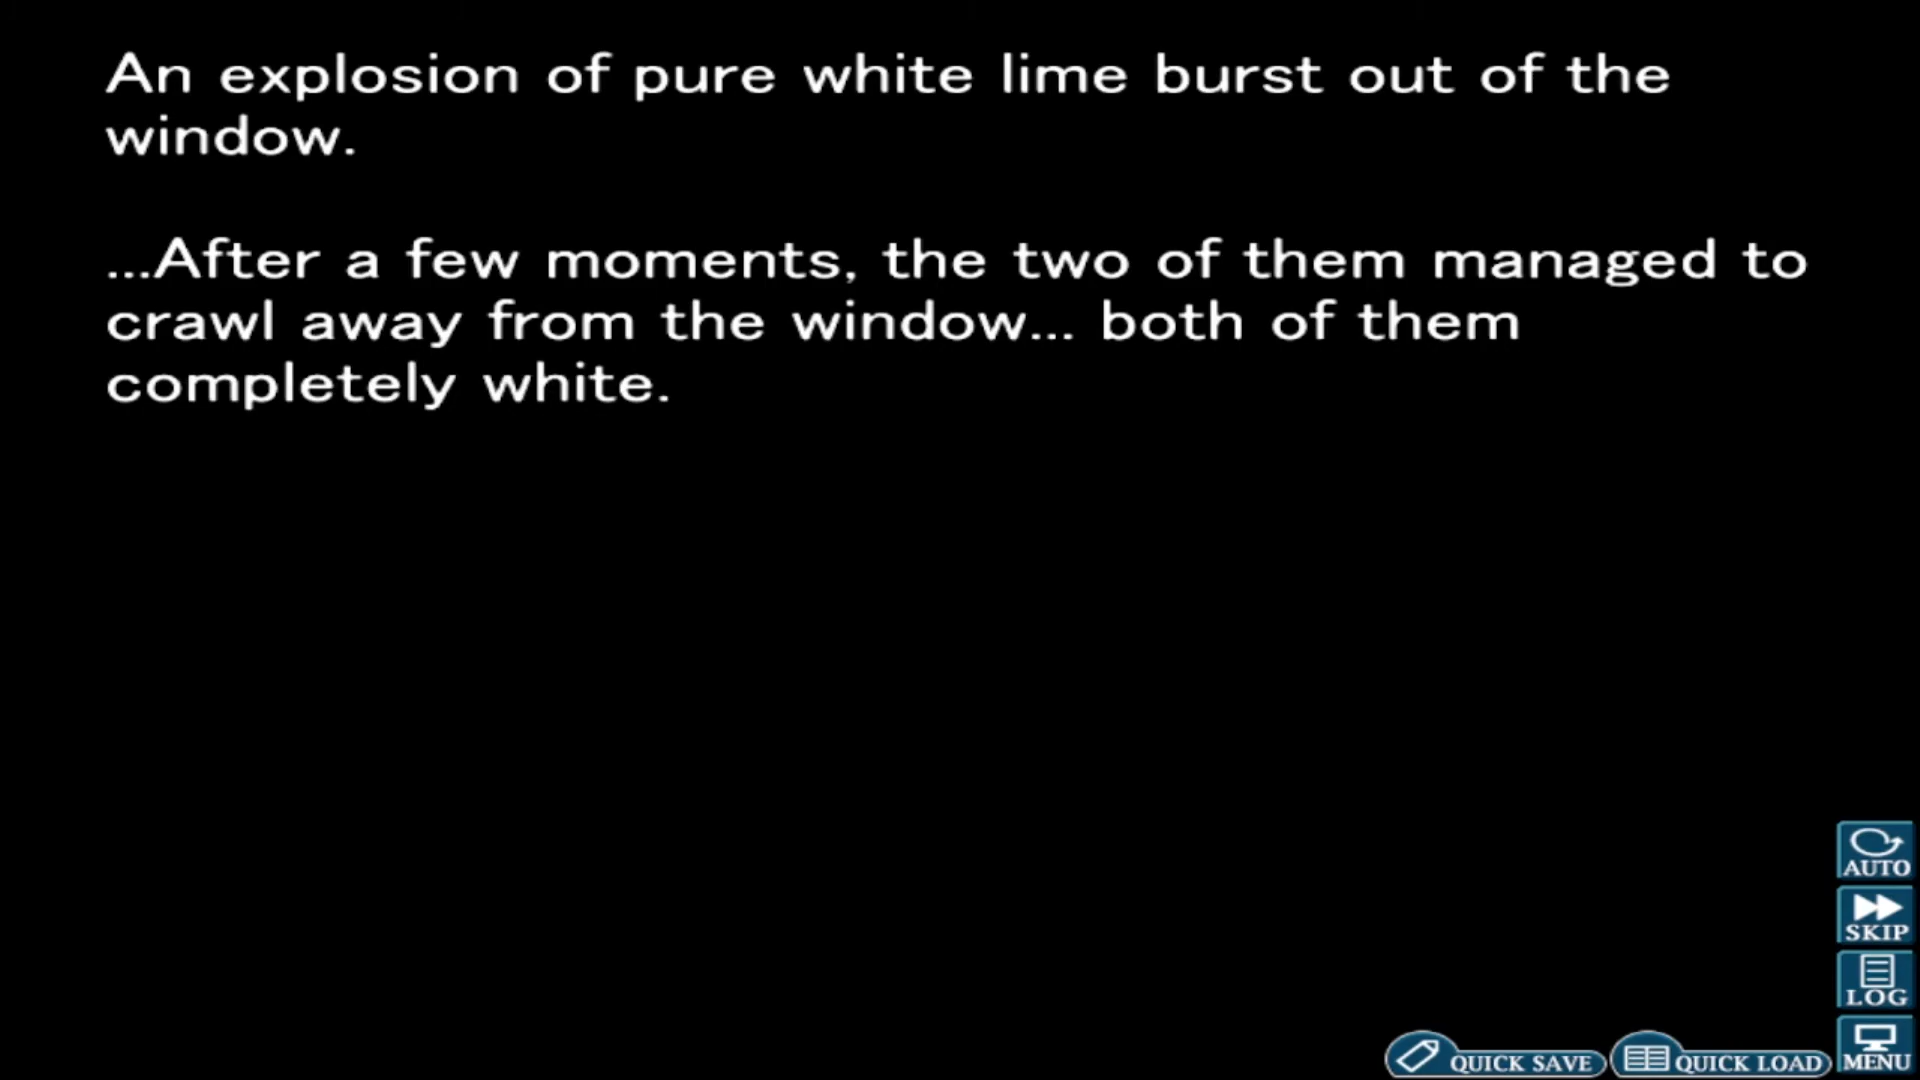 An explosion of pure white lime burst out of the
window.
...After a few moments, the two of them managed to
crawl away from the window... both of them
completely white.
AUTO
SKIP
LOG
QUICK SAVE
QUICK LOAD
MENU